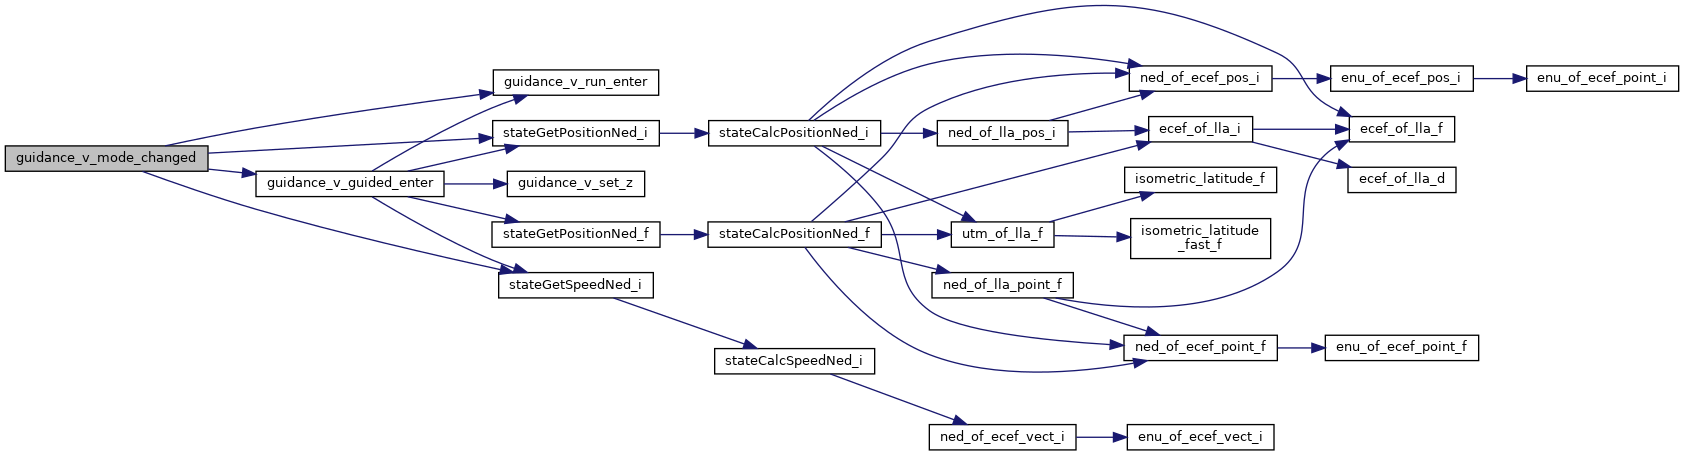 guidance_v_mode_changed
guidance_v_run_enter
stateGetPositionNed_i
guidance_v_guided_enter
guidance_v_set_z
stateGetPositionNed_f
stateGetSpeedNed_i
stateCalcPositionNed_i
stateCalcPositionNed_f
stateCalcSpeedNed_i
ned_of_lla_pos_i
utm_of_lla_f
ned_of_lla_point_f
ned_of_ecef_vect_i
ned_of_ecef_pos_i
ecef_of_lla_i
isometric_latitude_f
isometric_latitude
_fast_f
ned_of_ecef_point_f
enu_of_ecef_vect_i
enu_of_ecef_pos_i
ecef_of_lla_f
ecef_of_lla_d
enu_of_ecef_point_f
enu_of_ecef_point_i